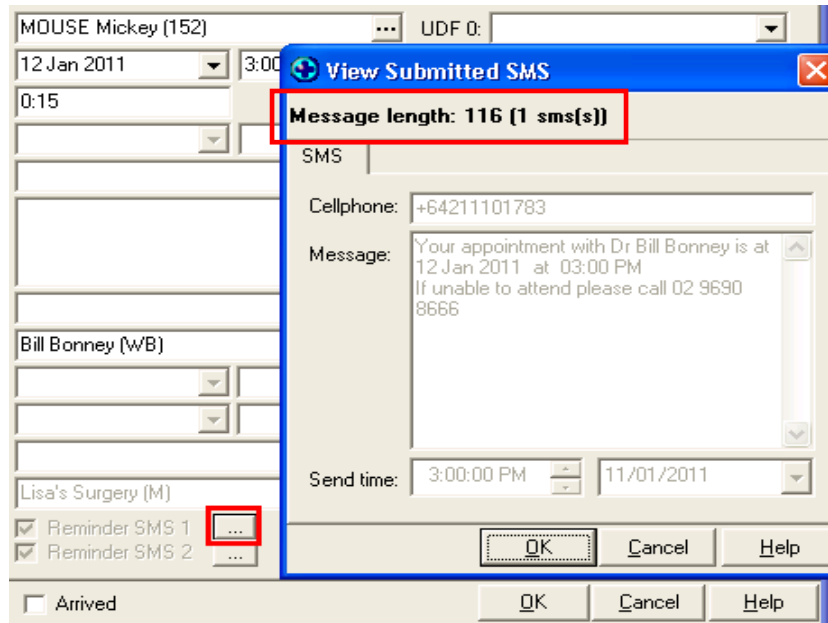 MOUSE Mickey (152) ... UDF 0:
12 Jan 2011 3:00
View Submitted SMS
0:15
Message length: 116 (1 sms(s))
SMS
Cellphone: +64211101783
Message: Your appointment with Dr Bill Bonney is at
12 Jan 2011 at 03:00 PM
If unable to attend please call 02 9690
8666
Bill Bonney (WB)
Send time: 3:00:00 PM 11/01/2011
Lisa's Surgery (M)
Reminder SMS 1 ...
Reminder SMS 2 ...
OK Cancel Help
Arrived OK Cancel Help